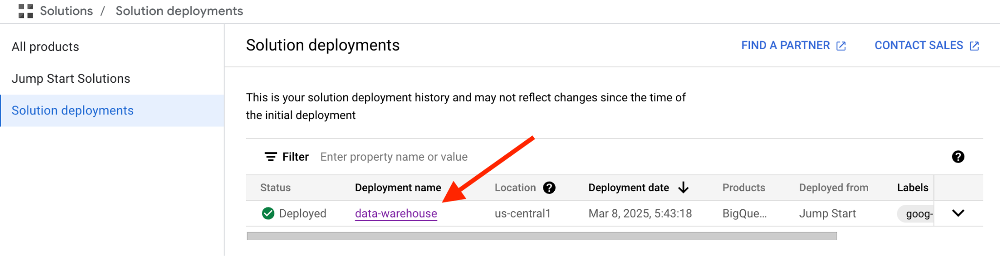 Solutions / Solution deployments
All products
Jump Start Solutions
Solution deployments
Solution deployments
FIND A PARTNER
CONTACT SALES
This is your solution deployment history and may not reflect changes since the time of
the initial deployment
Filter Enter property name or value ?
Status Deployment name Location ? Deployment date Products Deployed from Labels
Deployed data-warehouse us-central1 Mar 8, 2025, 5:43:18 BigQue... Jump Start goog-